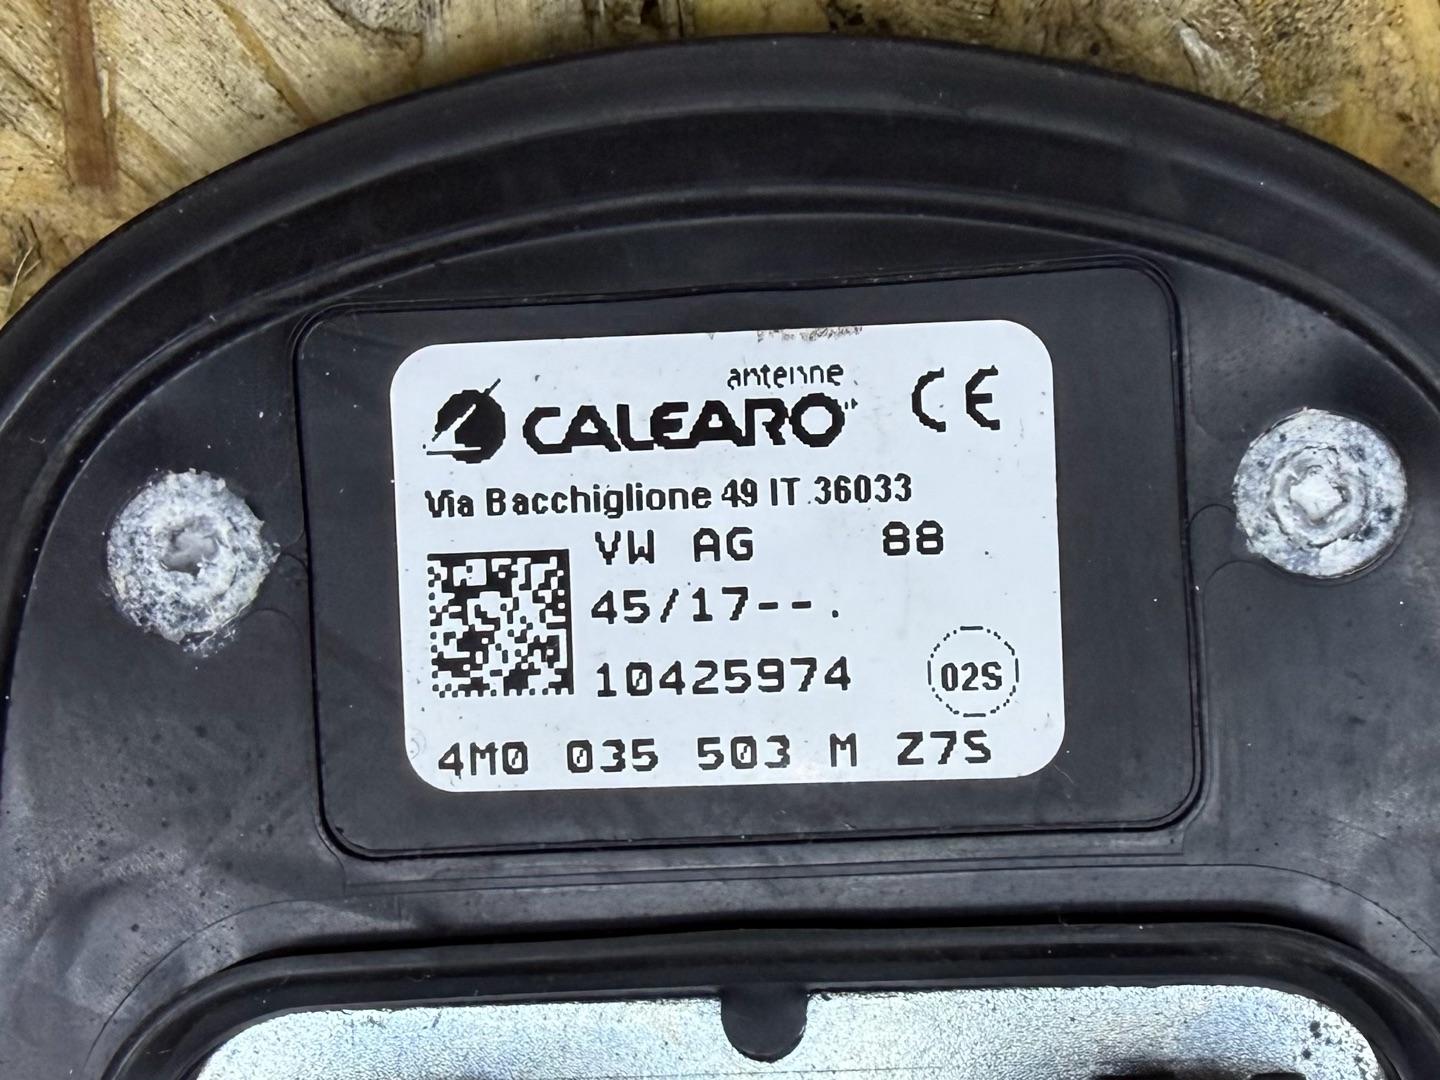 antenne
CALEARO CE
Via Bacchiglione 49 IT 36033
VW AG 88
45/17--.
10425974
02S
4M0 035 503 M Z7S